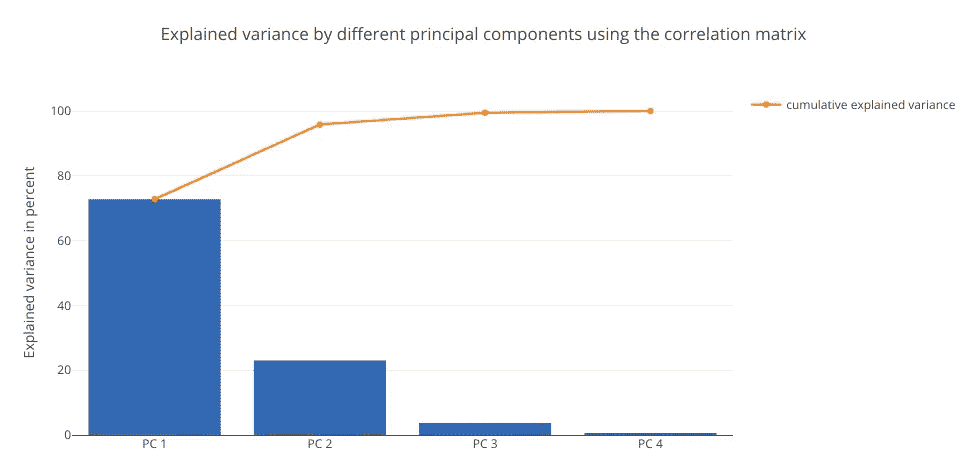 Explained variance by different principal components using the correlation matrix
cumulative explained variance
Explained variance in percent
100
80
60
40
20
0
PC 1 PC 2 PC 3 PC 4